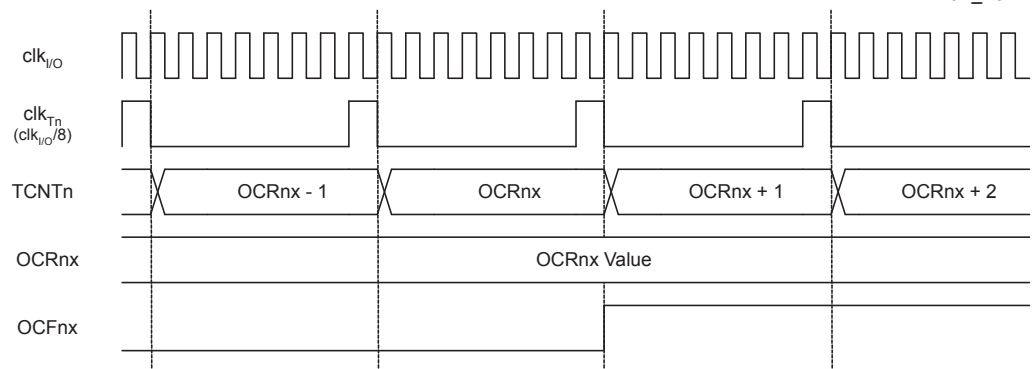 clkI/O
clkTn
(clkI/O/8)
TCNTn
OCRnx - 1
OCRnx
OCRnx + 1
OCRnx + 2
OCRnx
OCRnx Value
OCFnx